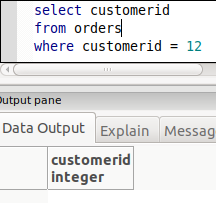 select customerid
from orders
where customerid = 12
Output pane
Data Output Explain Messag
customerid
integer